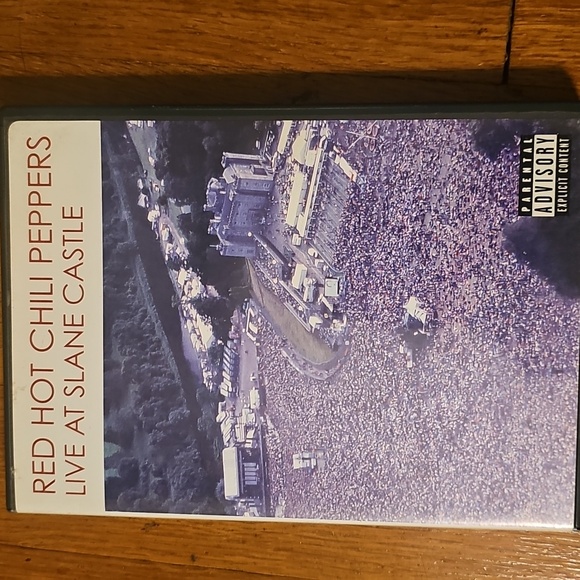 RED HOT CHILI PEPPERS
LIVE AT SLANE CASTLE
PARENTAL
ADVISORY
EXPLICIT CONTENT